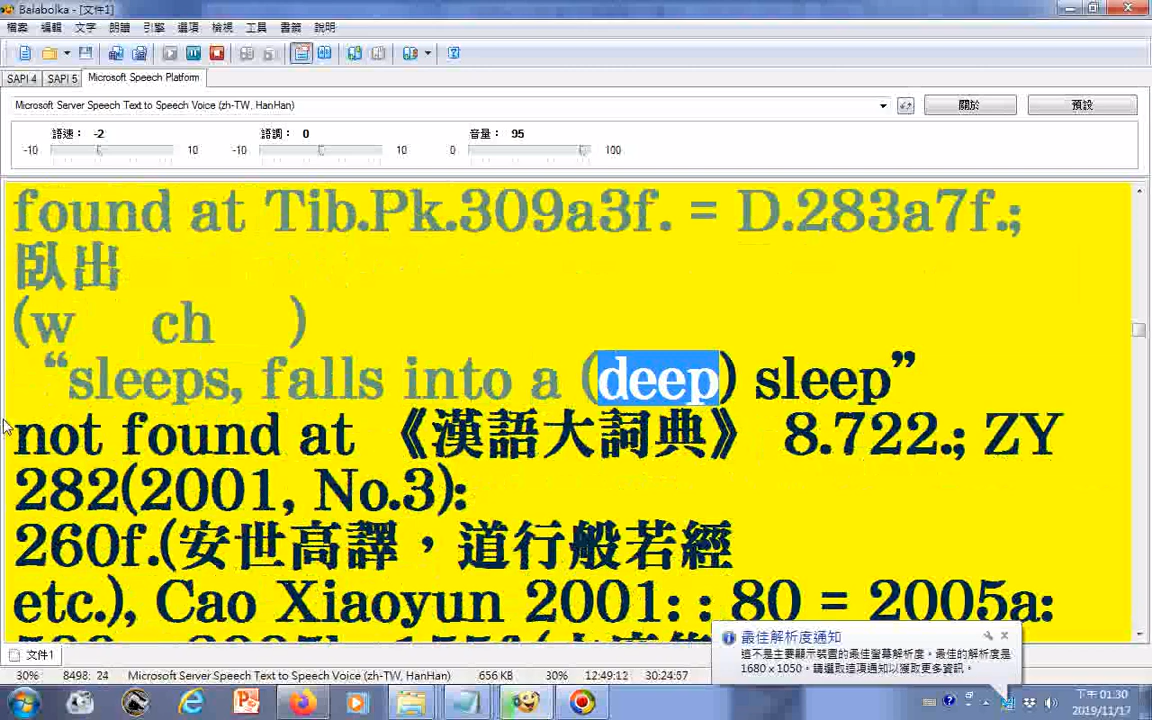 Balabolka - [文件1]
檔案 編輯 文字 朗讀 引擎 選項 檢視 工具 書籤 說明
SAPI 4 SAPI 5 Microsoft Speech Platform
Microsoft Server Speech Text to Speech Voice (zh-TW, HanHan) 關於 預設
語速： -2 語調： 0 音量： 95
-10 10 -10 10 0 100
found at Tib.Pk.309a3f. = D.283a7f.;
臥出
(w ch )
“sleeps, falls into a (deep) sleep”
not found at 《漢語大詞典》 8.722.; ZY
282(2001, No.3):
260f.(安世高譯，道行般若經
etc.), Cao Xiaoyun 2001: : 80 = 2005a:
最佳解析度通知
這不是主要顯示裝置的最佳螢幕解析度。最佳的解析度是
1680 x 1050。請選取這項通知以獲取更多資訊。
文件1
30% 8498: 24 Microsoft Server Speech Text to Speech Voice (zh-TW, HanHan) 656 KB 30% 12:49:12 30:24:57
下午 01:30
2019/11/17